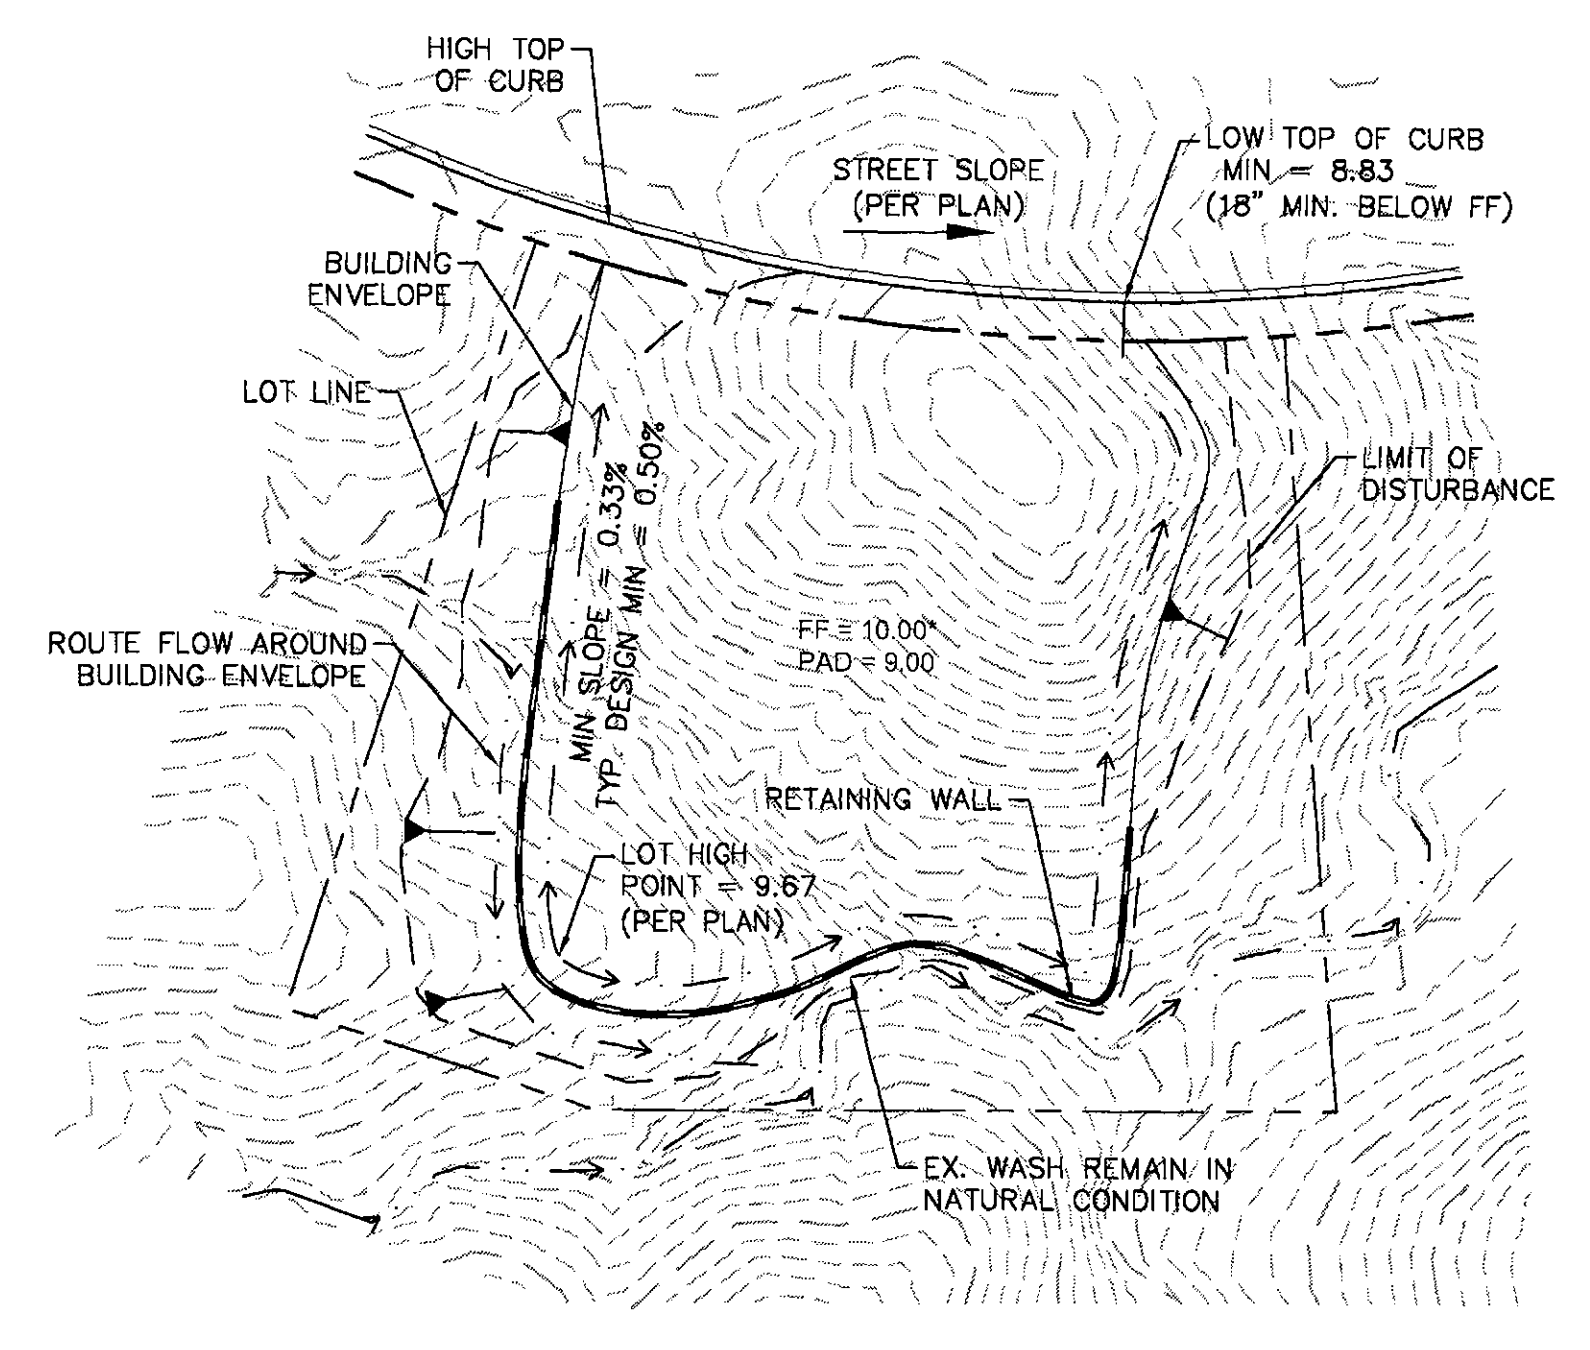 HIGH TOP
OF CURB
LOW TOP OF CURB
MIN = 8.83
(18" MIN. BELOW FF)
STREET SLOPE
(PER PLAN)
BUILDING
ENVELOPE
LOT LINE
LIMIT OF
DISTURBANCE
MIN SLOPE = 0.33%
TYP. DESIGN MIN = 0.50%
FF = 10.00*
PAD = 9.00
ROUTE FLOW AROUND
BUILDING ENVELOPE
RETAINING WALL
LOT HIGH
POINT = 9.67
(PER PLAN)
EX. WASH REMAIN IN
NATURAL CONDITION